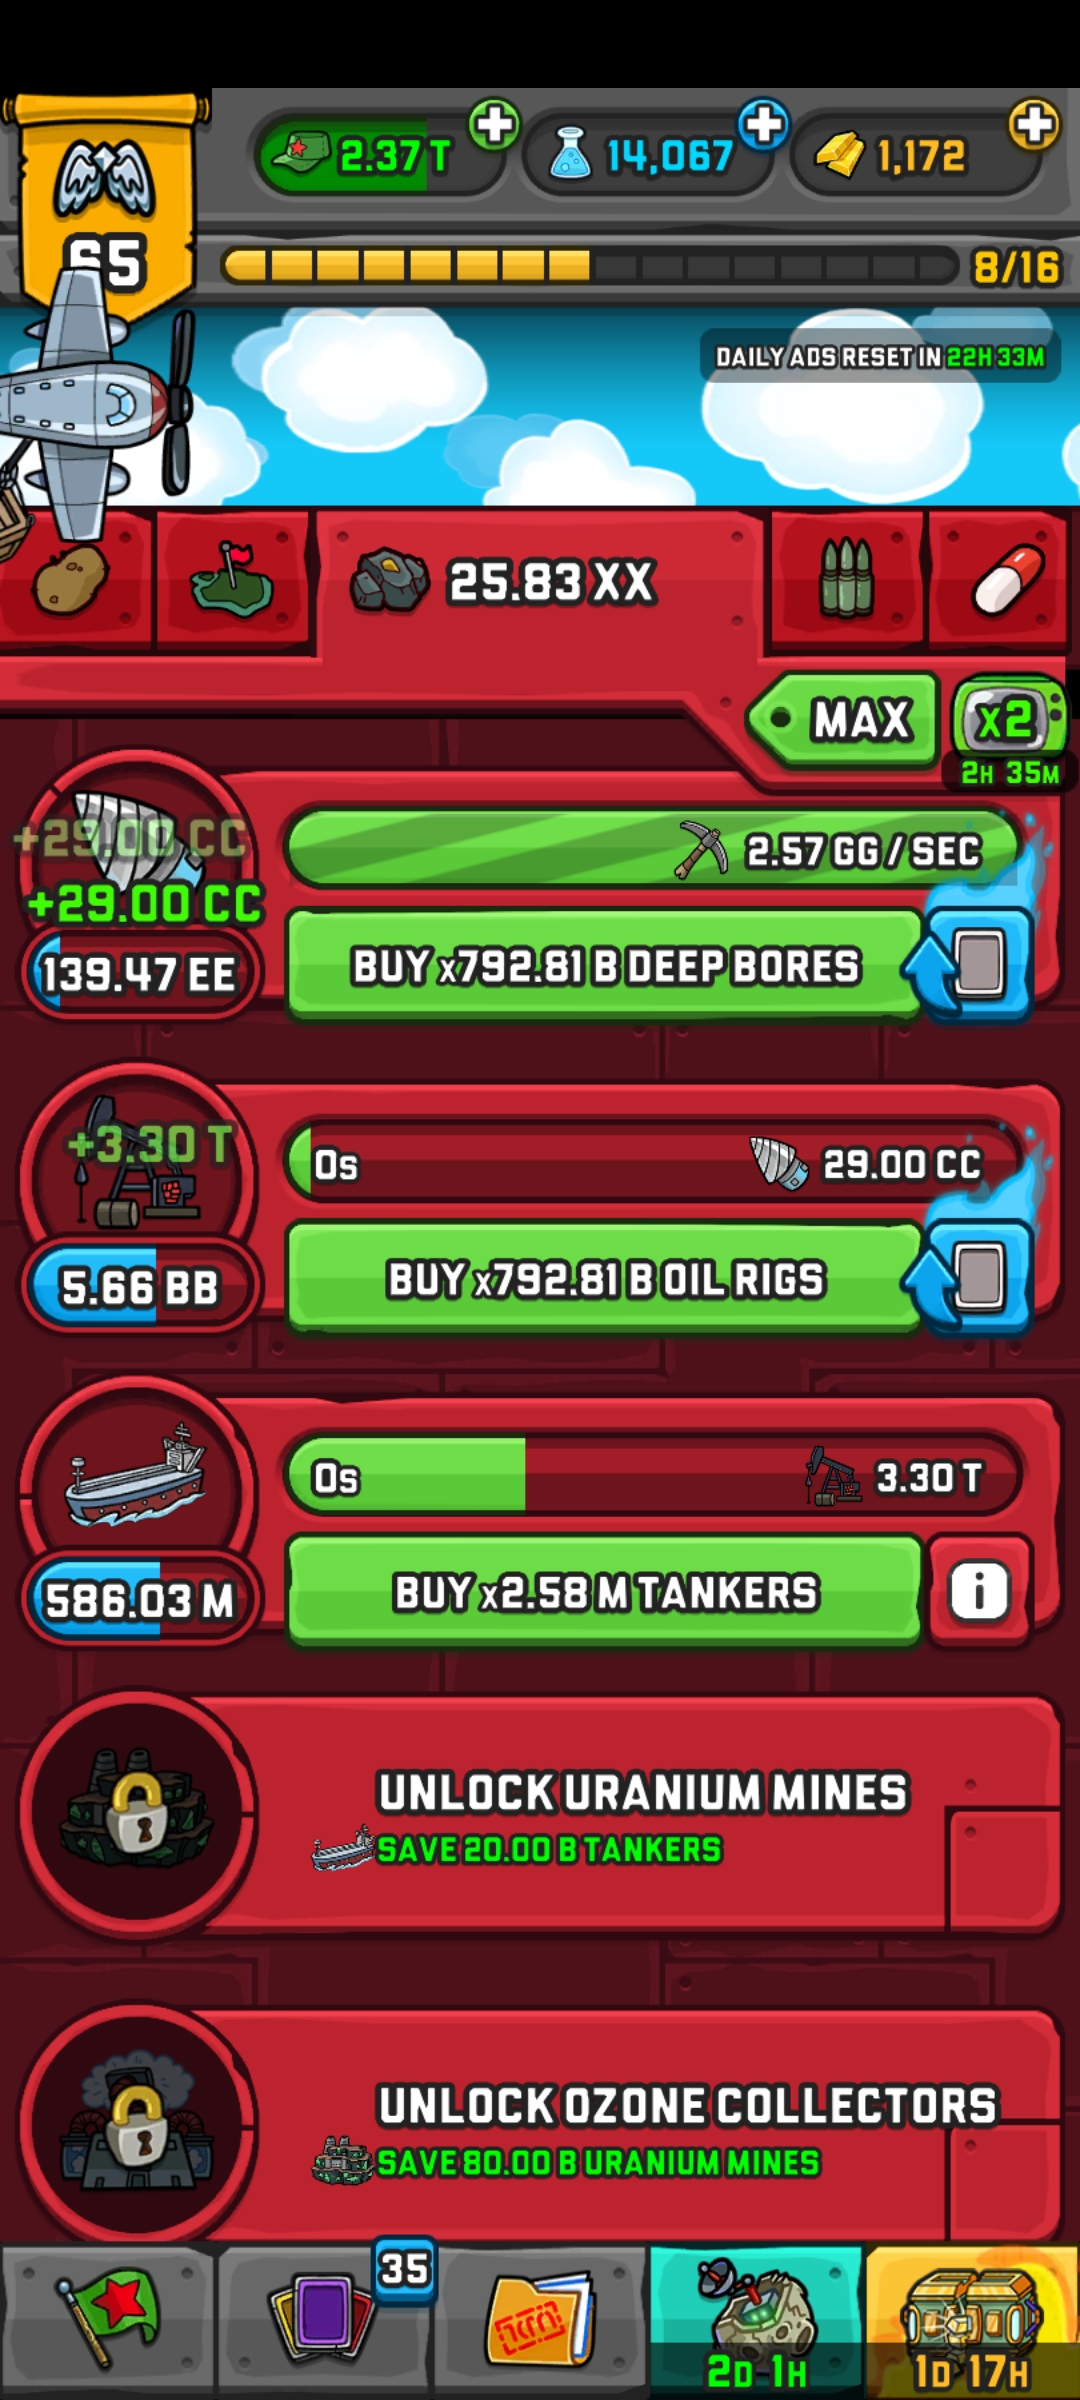 2.37 T
14,067
1,172
65
8/16
DAILY ADS RESET IN 22H 33M
25.83 XX
MAX
x2
2H 35M
+29.00 CC
+29.00 CC
2.57 GG / SEC
139.47 EE
BUY x792.81 B DEEP BORES
+3.30 T
0s
29.00 CC
5.66 BB
BUY x792.81 B OIL RIGS
0s
3.30 T
586.03 M
BUY x2.58 M TANKERS
i
UNLOCK URANIUM MINES
SAVE 20.00 B TANKERS
UNLOCK OZONE COLLECTORS
SAVE 80.00 B URANIUM MINES
35
2D 1H
1D 17H